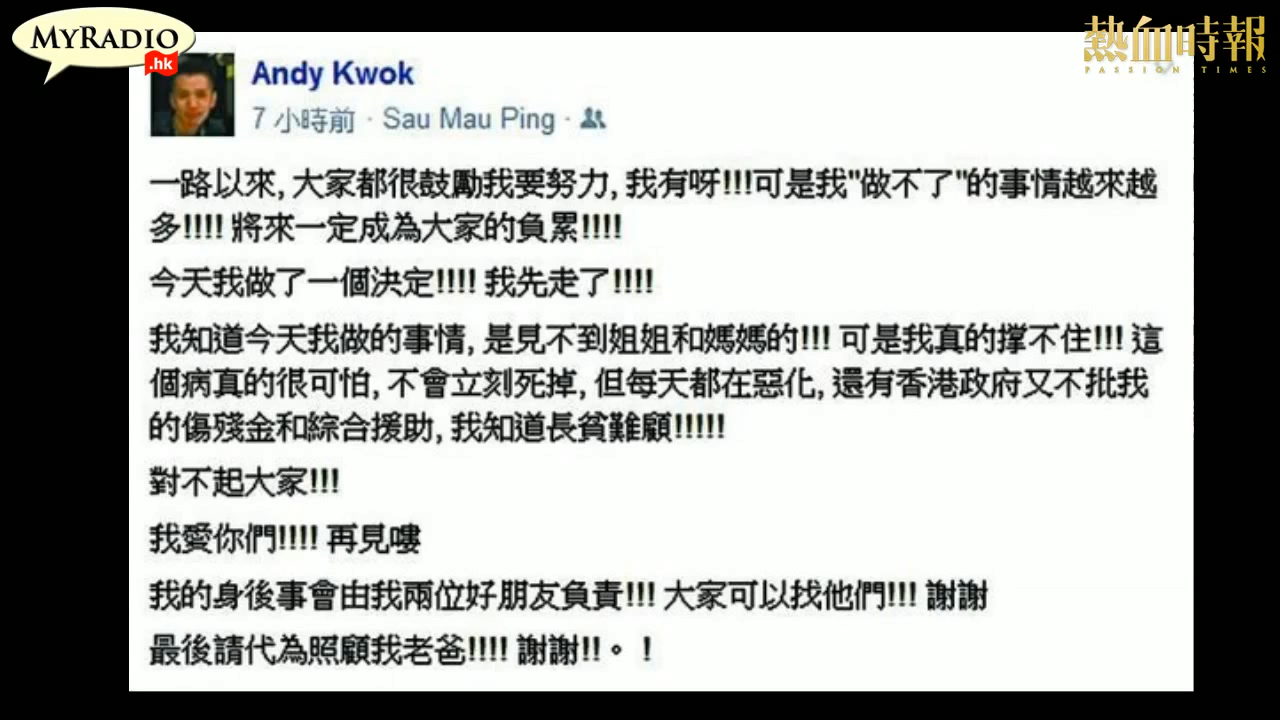 MYRADIO
.hk
熱血時報
PASSION TIMES
Andy Kwok
7 小時前 · Sau Mau Ping ·
一路以來, 大家都很鼓勵我要努力, 我有呀!!!可是我"做不了"的事情越來越
多!!!! 將來一定成為大家的負累!!!!
今天我做了一個決定!!!! 我先走了!!!!
我知道今天我做的事情, 是見不到姐姐和媽媽的!!! 可是我真的撐不住!!! 這
個病真的很可怕, 不會立刻死掉, 但每天都在惡化, 還有香港政府又不批我
的傷殘金和綜合援助, 我知道長貧難顧!!!!!
對不起大家!!!
我愛你們!!!! 再見嘍
我的身後事會由我兩位好朋友負責!!! 大家可以找他們!!! 謝謝
最後請代為照顧我老爸!!!! 謝謝!!。！